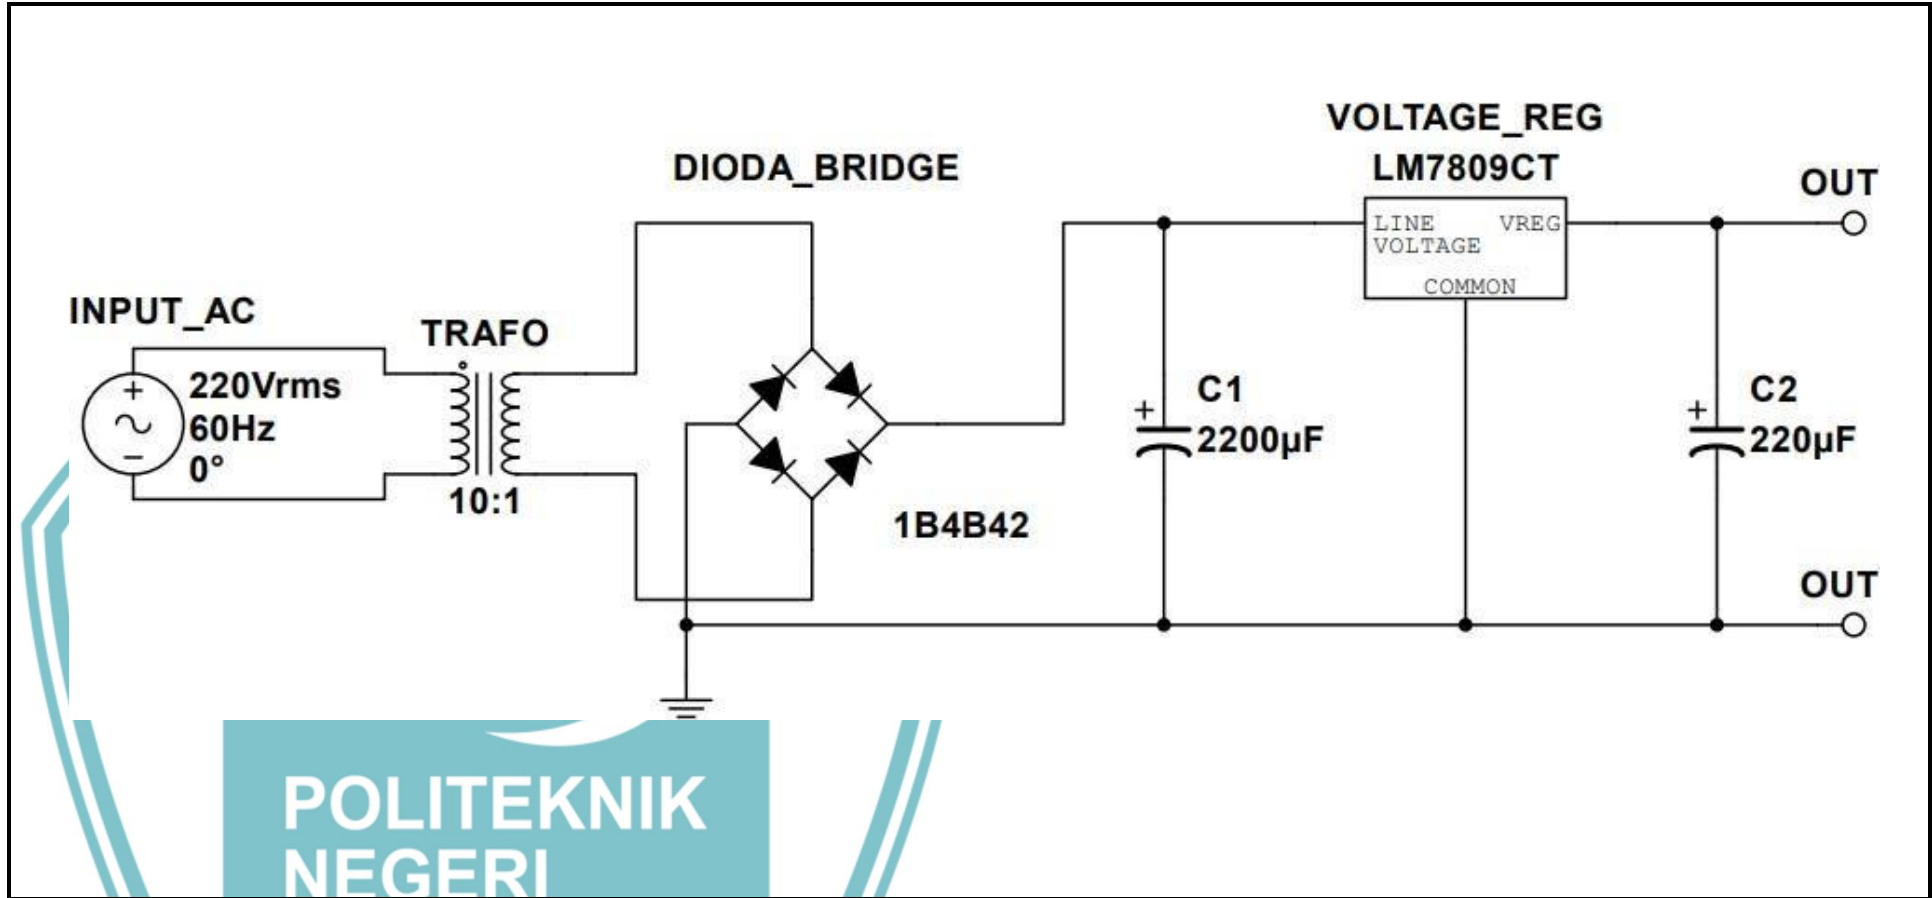 VOLTAGE_REG
LM7809CT
DIODA_BRIDGE
OUT
LINE VREG
VOLTAGE
COMMON
INPUT_AC
TRAFO
+
220Vrms
60Hz
0°
10:1
1B4B42
+
C1
2200µF
+
C2
220µF
OUT
POLITEKNIK
NEGERI